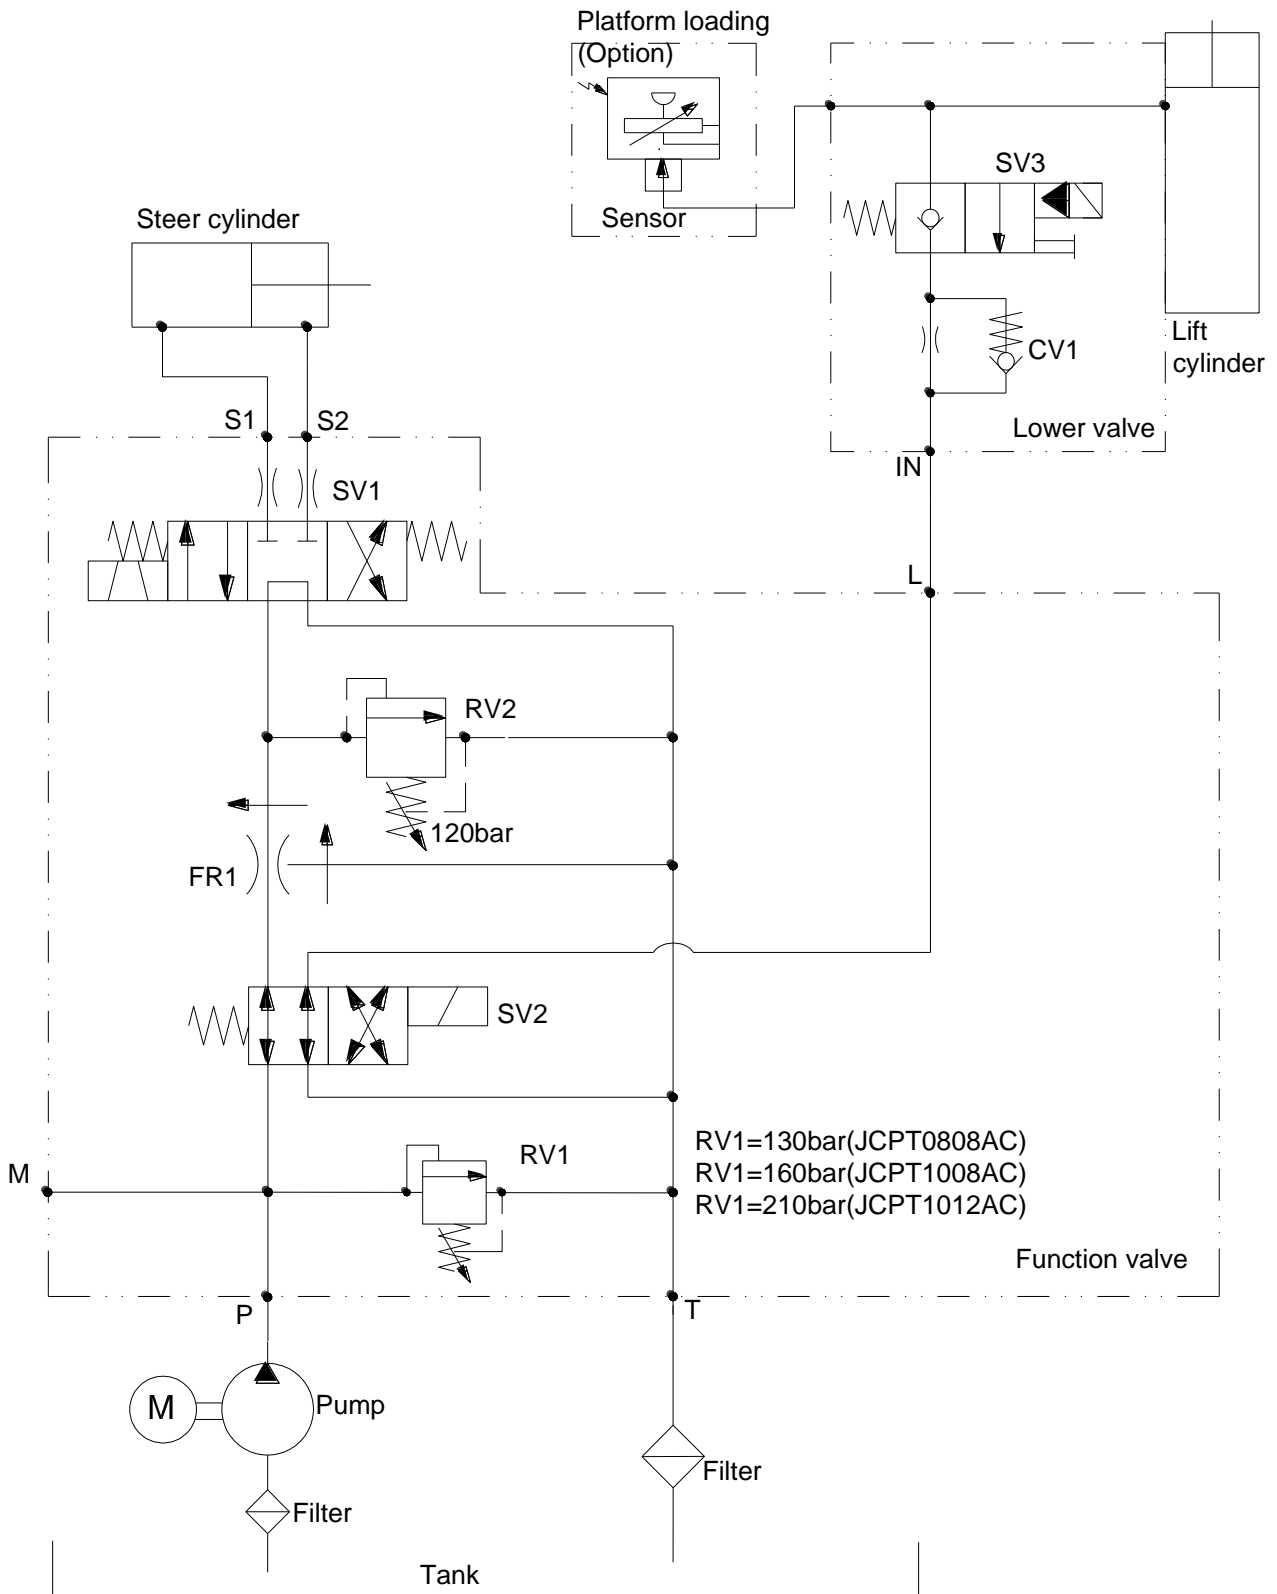 Platform loading
(Option)
SV3
Sensor
Steer cylinder
Lift
cylinder
CV1
S1
S2
Lower valve
IN
SV1
L
RV2
120bar
FR1
SV2
RV1
RV1=130bar(JCPT0808AC)
M
RV1=160bar(JCPT1008AC)
RV1=210bar(JCPT1012AC)
Function valve
P
T
M
Pump
Filter
Filter
Tank